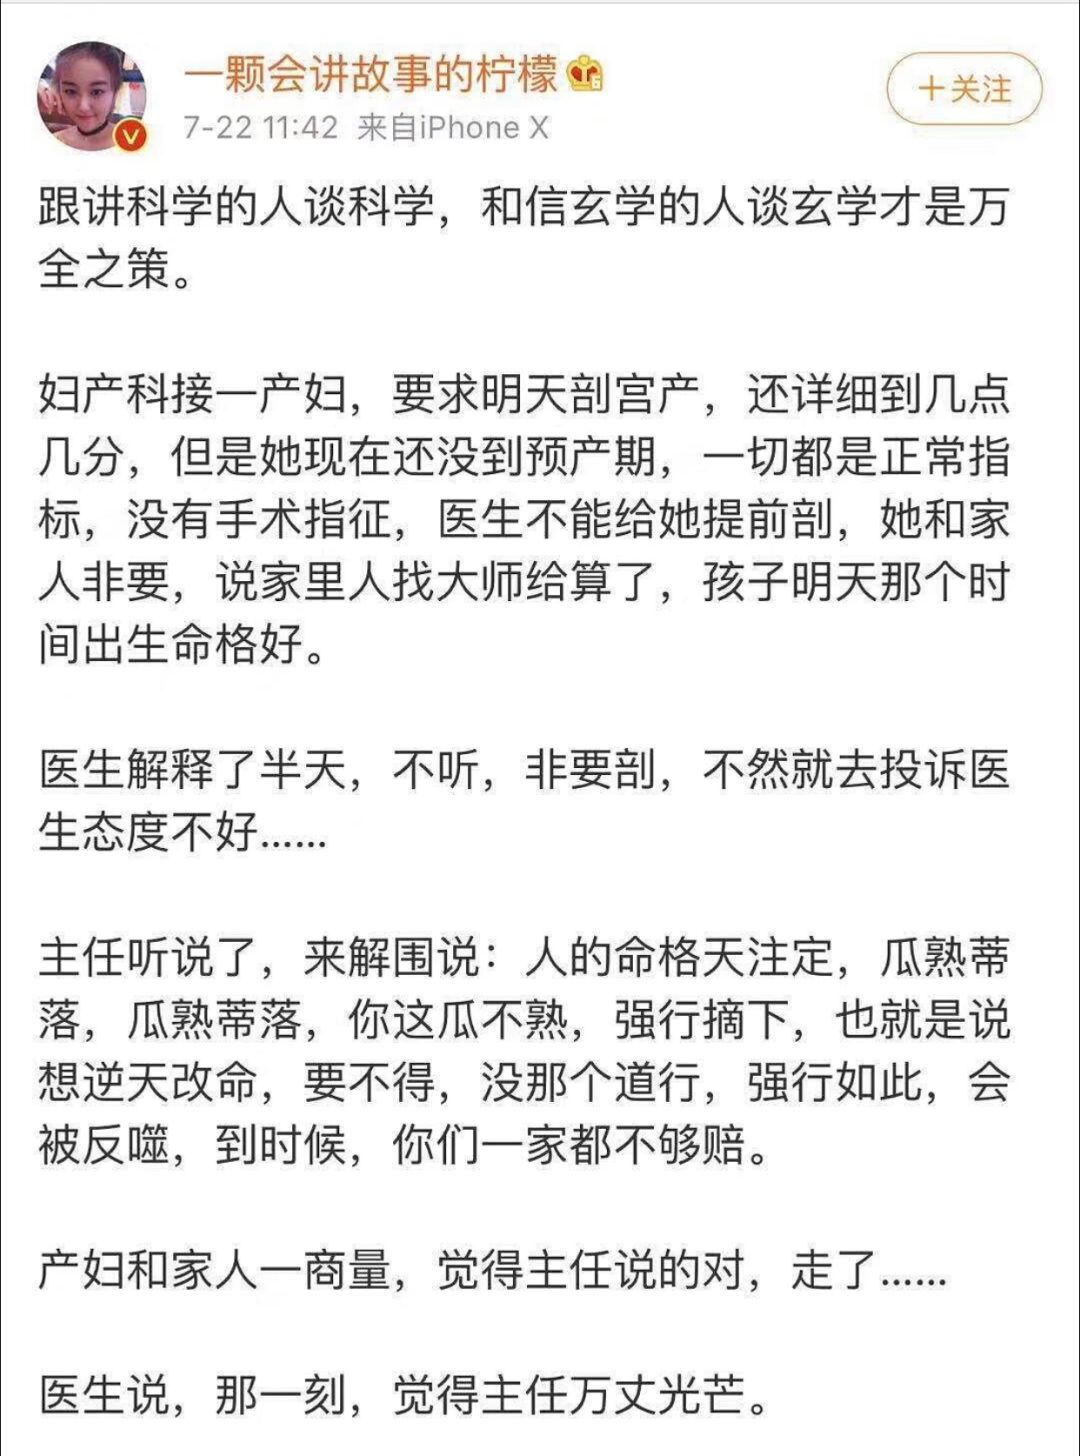 一颗会讲故事的柠檬
7-22 11:42 来自iPhone X
+关注
跟讲科学的人谈科学，和信玄学的人谈玄学才是万
全之策。
妇产科接一产妇，要求明天剖宫产，还详细到几点
几分，但是她现在还没到预产期，一切都是正常指
标，没有手术指征，医生不能给她提前剖，她和家
人非要，说家里人找大师给算了，孩子明天那个时
间出生命格好。
医生解释了半天，不听，非要剖，不然就去投诉医
生态度不好......
主任听说了，来解围说：人的命格天注定，瓜熟蒂
落，瓜熟蒂落，你这瓜不熟，强行摘下，也就是说
想逆天改命，要不得，没那个道行，强行如此，会
被反噬，到时候，你们一家都不够赔。
产妇和家人一商量，觉得主任说的对，走了......
医生说，那一刻，觉得主任万丈光芒。